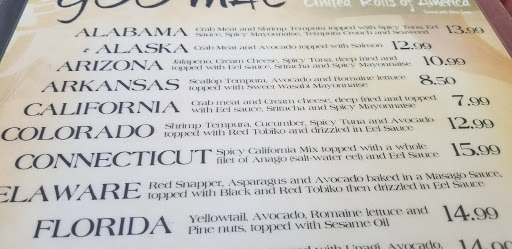 United Rolls of America
ALABAMA Crab Meat and Shrimp Tempura topped with Spicy Tuna, Eel 13.99
Sauce, Spicy Mayonnaise, Tempura Crunch and Seaweed
ALASKA Crab Meat and Avocado topped with Salmon 12.99
ARIZONA Jalapeno, Cream Cheese, Spicy Tuna, deep fried and 10.99
topped with Eel sauce, Sriracha and Spicy Mayonnaise
ARKANSAS Scallop Tempura, Avocado and Romaine lettuce 8.50
topped with Sweet Wasabi Mayonnaise
CALIFORNIA Crab meat and Cream cheese, deep fried and topped 7.99
with Eel sauce, Sriracha and Spicy Mayonnaise
COLORADO Shrimp Tempura, Cucumber, Spicy Tuna and Avocado 12.99
topped with Red Tobiko and drizzled in Eel Sauce
CONNECTICUT Spicy California Mix topped with a whole 15.99
filet of Anago (salt-water eel) and Eel Sauce
ELAWARE Red Snapper, Asparagus and Avocado baked in a Masago Sauce,
topped with Black and Red Tobiko then drizzled in Eel Sauce
FLORIDA Yellowtail, Avocado, Romaine lettuce and 14.99
Pine nuts, topped with Sesame Oil
with Unagi, Avocado,